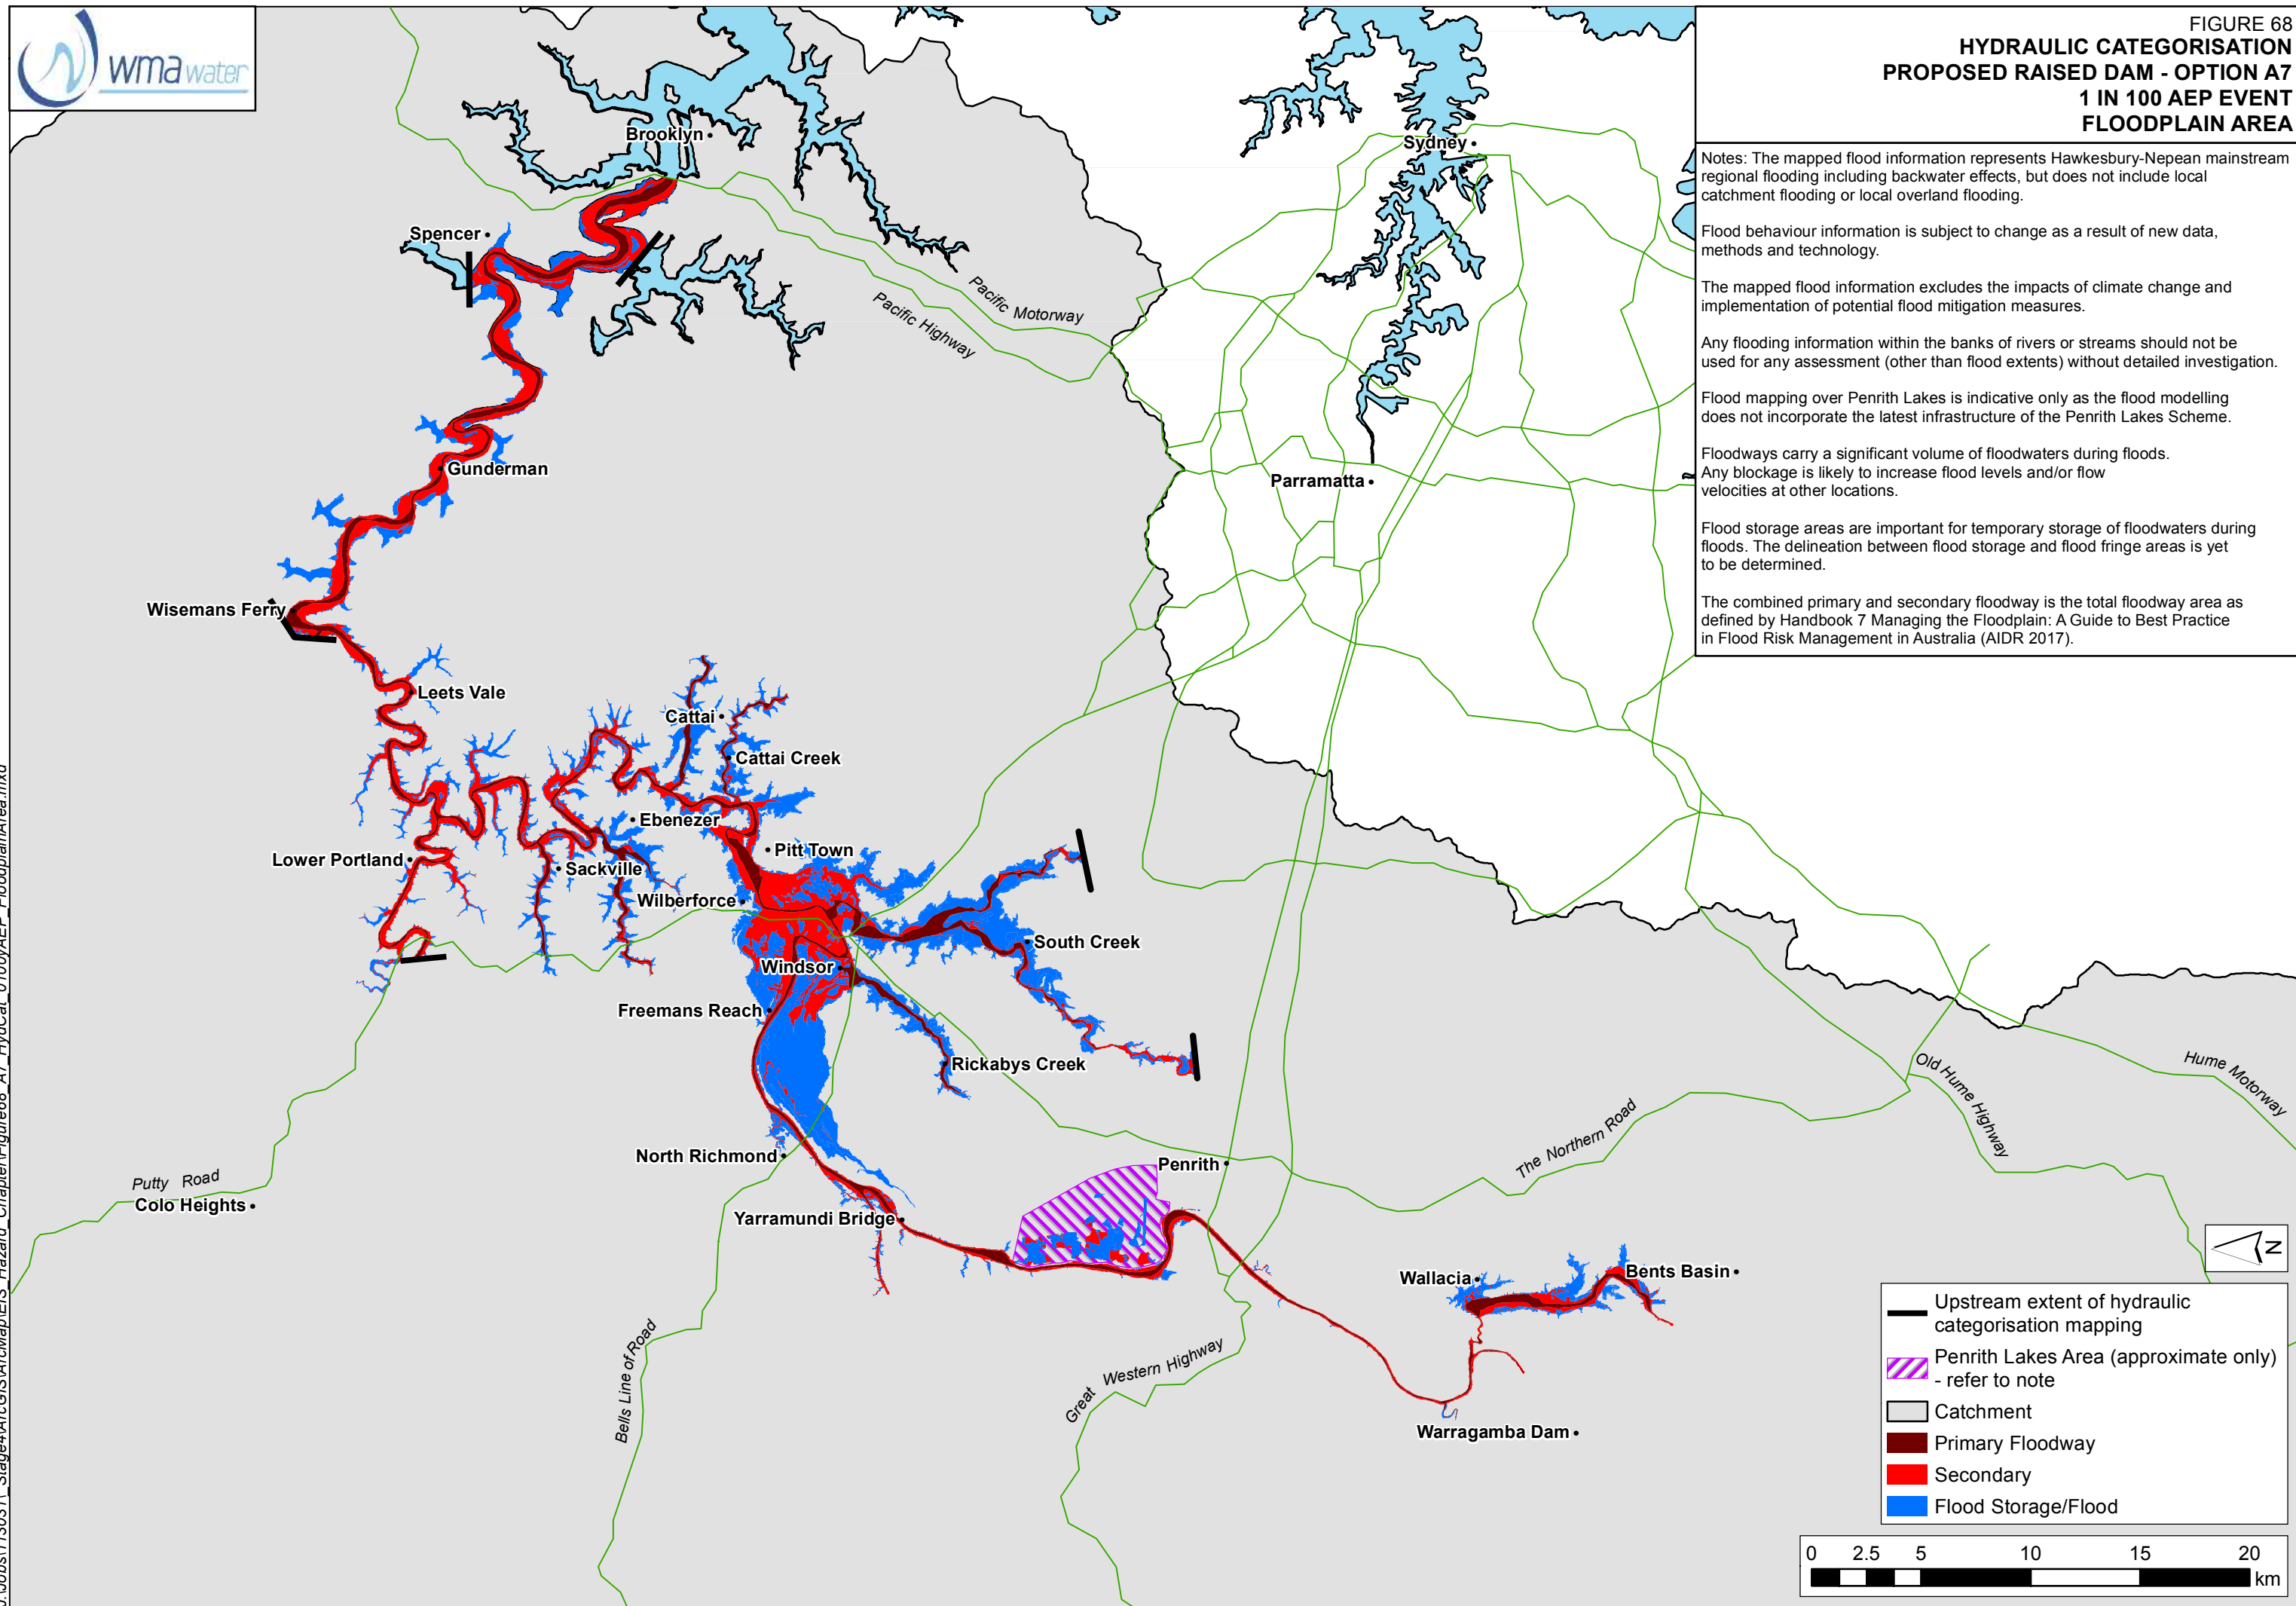 wmawater
FIGURE 68
HYDRAULIC CATEGORISATION
PROPOSED RAISED DAM - OPTION A7
1 IN 100 AEP EVENT
FLOODPLAIN AREA
Notes: The mapped flood information represents Hawkesbury-Nepean mainstream
regional flooding including backwater effects, but does not include local
catchment flooding or local overland flooding.
Flood behaviour information is subject to change as a result of new data,
methods and technology.
The mapped flood information excludes the impacts of climate change and
implementation of potential flood mitigation measures.
Any flooding information within the banks of rivers or streams should not be
used for any assessment (other than flood extents) without detailed investigation.
Flood mapping over Penrith Lakes is indicative only as the flood modelling
does not incorporate the latest infrastructure of the Penrith Lakes Scheme.
Floodways carry a significant volume of floodwaters during floods.
Any blockage is likely to increase flood levels and/or flow
velocities at other locations.
Flood storage areas are important for temporary storage of floodwaters during
floods. The delineation between flood storage and flood fringe areas is yet
to be determined.
The combined primary and secondary floodway is the total floodway area as
defined by Handbook 7 Managing the Floodplain: A Guide to Best Practice
in Flood Risk Management in Australia (AIDR 2017).
Brooklyn
Sydney
Spencer
Pacific Motorway
Pacific Highway
Gunderman
Parramatta
Wisemans Ferry
Leets Vale
Cattai
Cattai Creek
Ebenezer
Pitt Town
Lower Portland
Sackville
Wilberforce
South Creek
Windsor
Freemans Reach
Rickabys Creek
Old Hume Highway
Hume Motorway
The Northern Road
North Richmond
Penrith
Putty Road
Colo Heights
Yarramundi Bridge
Wallacia
Bents Basin
Bells Line of Road
Great Western Highway
Warragamba Dam
N
Upstream extent of hydraulic
categorisation mapping
Penrith Lakes Area (approximate only)
- refer to note
Catchment
Primary Floodway
Secondary
Flood Storage/Flood
0 2.5 5 10 15 20
km